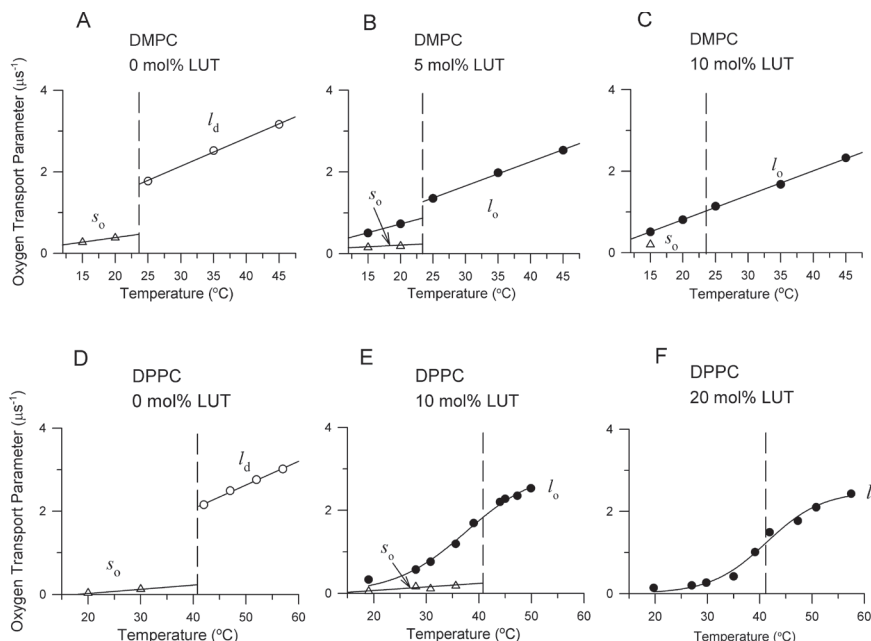 A
DMPC
0 mol% LUT
B
DMPC
5 mol% LUT
C
DMPC
10 mol% LUT
Oxygen Transport Parameter (μs⁻¹)
4
2
0
l_d
s_o
15 20 25 30 35 40 45
Temperature (°C)
4
2
0
s_o
l_o
15 20 25 30 35 40 45
Temperature (°C)
4
2
0
l_o
s_o
15 20 25 30 35 40 45
Temperature (°C)
D
DPPC
0 mol% LUT
E
DPPC
10 mol% LUT
F
DPPC
20 mol% LUT
Oxygen Transport Parameter (μs⁻¹)
4
2
0
l_d
s_o
20 30 40 50 60
Temperature (°C)
4
2
0
l_o
s_o
20 30 40 50 60
Temperature (°C)
4
2
0
l
20 30 40 50 60
Temperature (°C)